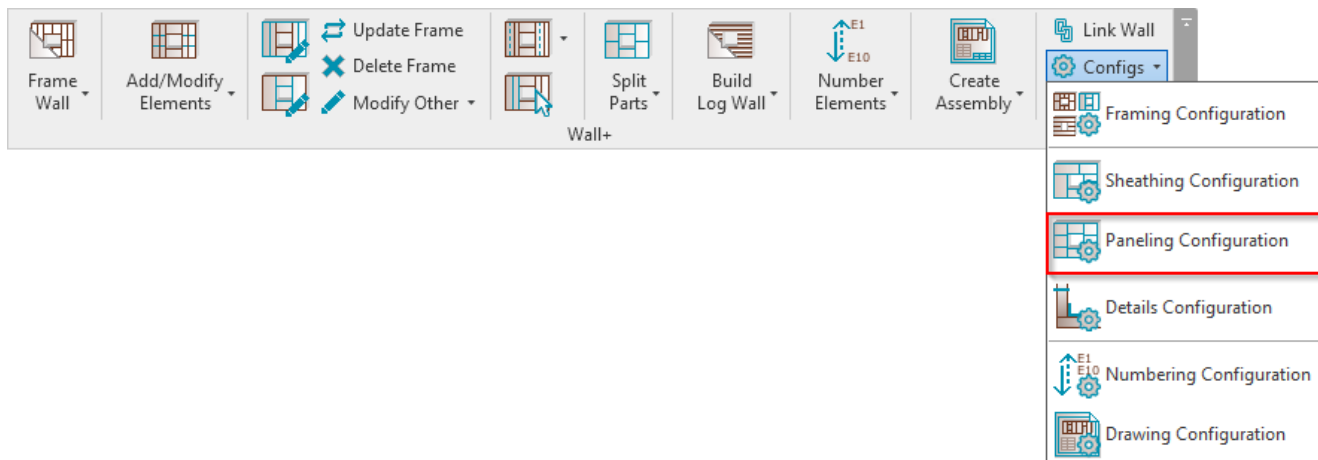 Frame
Wall
Add/Modify
Elements
Update Frame
Delete Frame
Modify Other
Split
Parts
Build
Log Wall
E1
E10
Number
Elements
Create
Assembly
Link Wall
Configs
Wall+
Framing Configuration
Sheathing Configuration
Paneling Configuration
Details Configuration
E1
E10
Numbering Configuration
Drawing Configuration